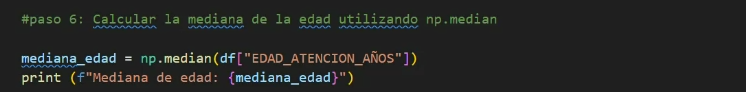 #paso 6: Calcular la mediana de la edad utilizando np.median
mediana_edad = np.median(df["EDAD_ATENCION_AÑOS"])
print (f"Mediana de edad: {mediana_edad}")